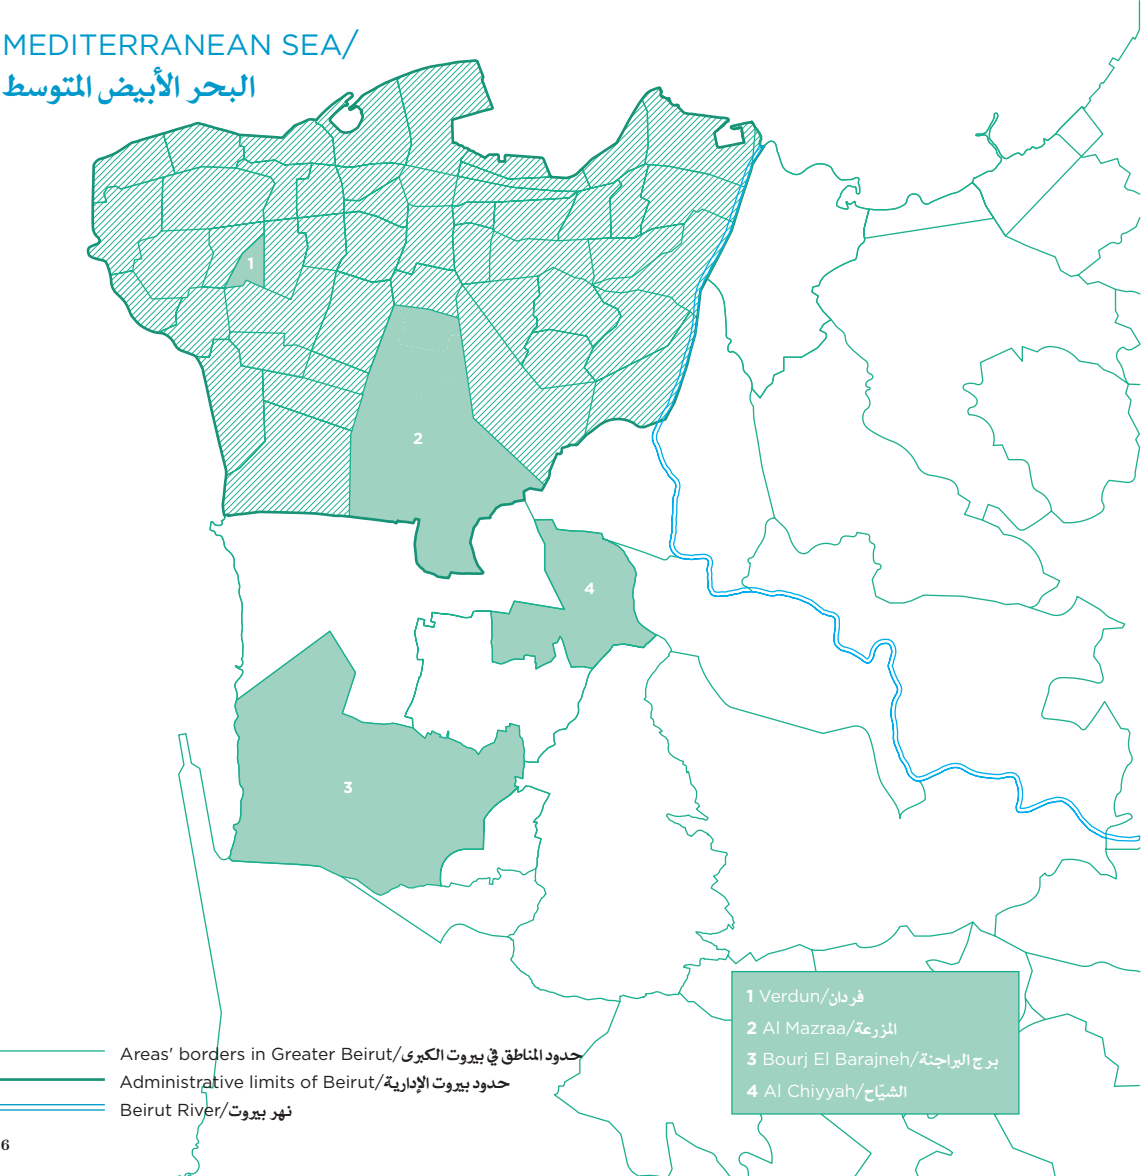 MEDITERRANEAN SEA/
البحر الأبيض المتوسط
1
2
4
3
1 Verdun/فردان
2 Al Mazraa/المزرعة
3 Bourj El Barajneh/برج البراجنة
4 Al Chiyyah/الشيّاح
Areas' borders in Greater Beirut/حدود المناطق في بيروت الكبرى
Administrative limits of Beirut/حدود بيروت الإدارية
Beirut River/نهر بيروت
6